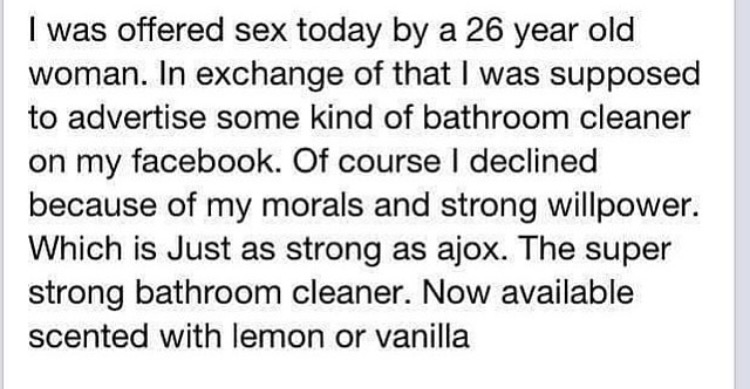 I was offered sex today by a 26 year old
woman. In exchange of that I was supposed
to advertise some kind of bathroom cleaner
on my facebook. Of course I declined
because of my morals and strong willpower.
Which is Just as strong as ajox. The super
strong bathroom cleaner. Now available
scented with lemon or vanilla